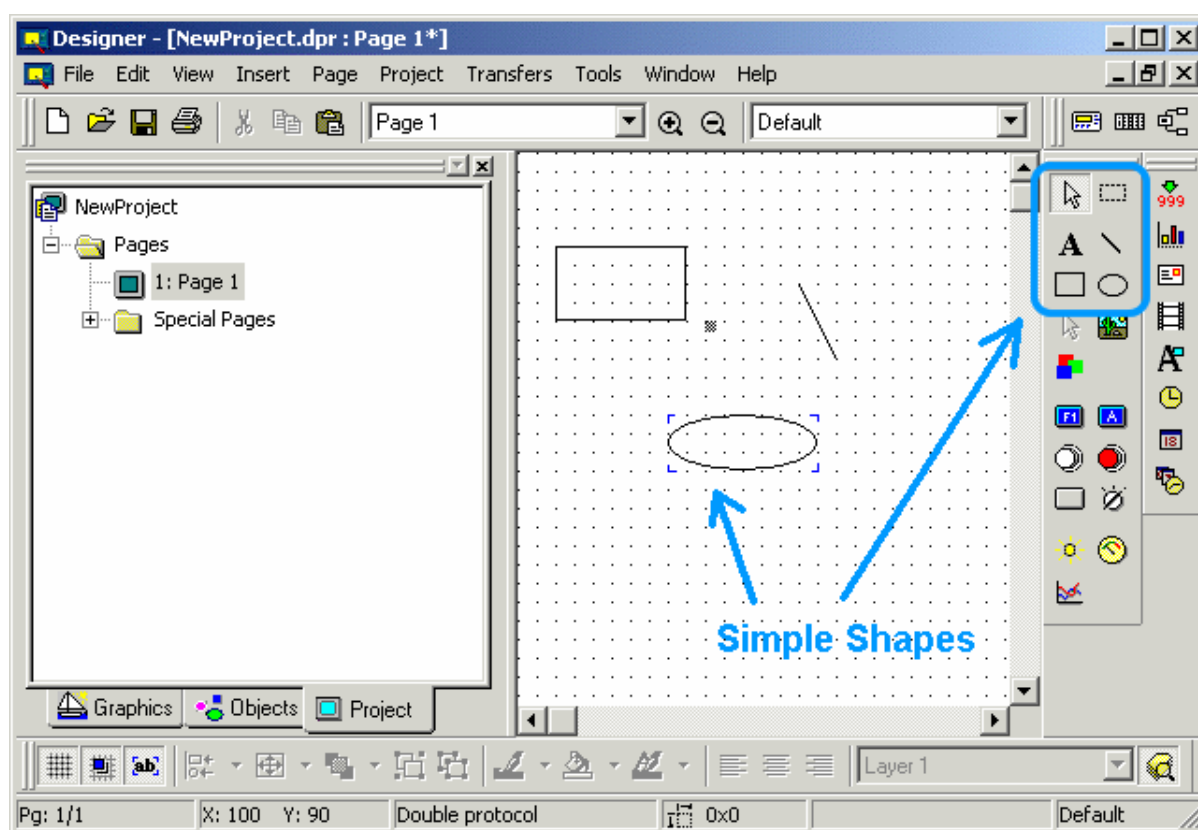 Designer - [NewProject.dpr : Page 1*]
File Edit View Insert Page Project Transfers Tools Window Help
Page 1 Default
NewProject
Pages
1: Page 1
Special Pages
999
A
A
F1 A
18
Simple Shapes
Graphics Objects Project
ab Layer 1
Pg: 1/1 X: 100 Y: 90 Double protocol 0x0 Default